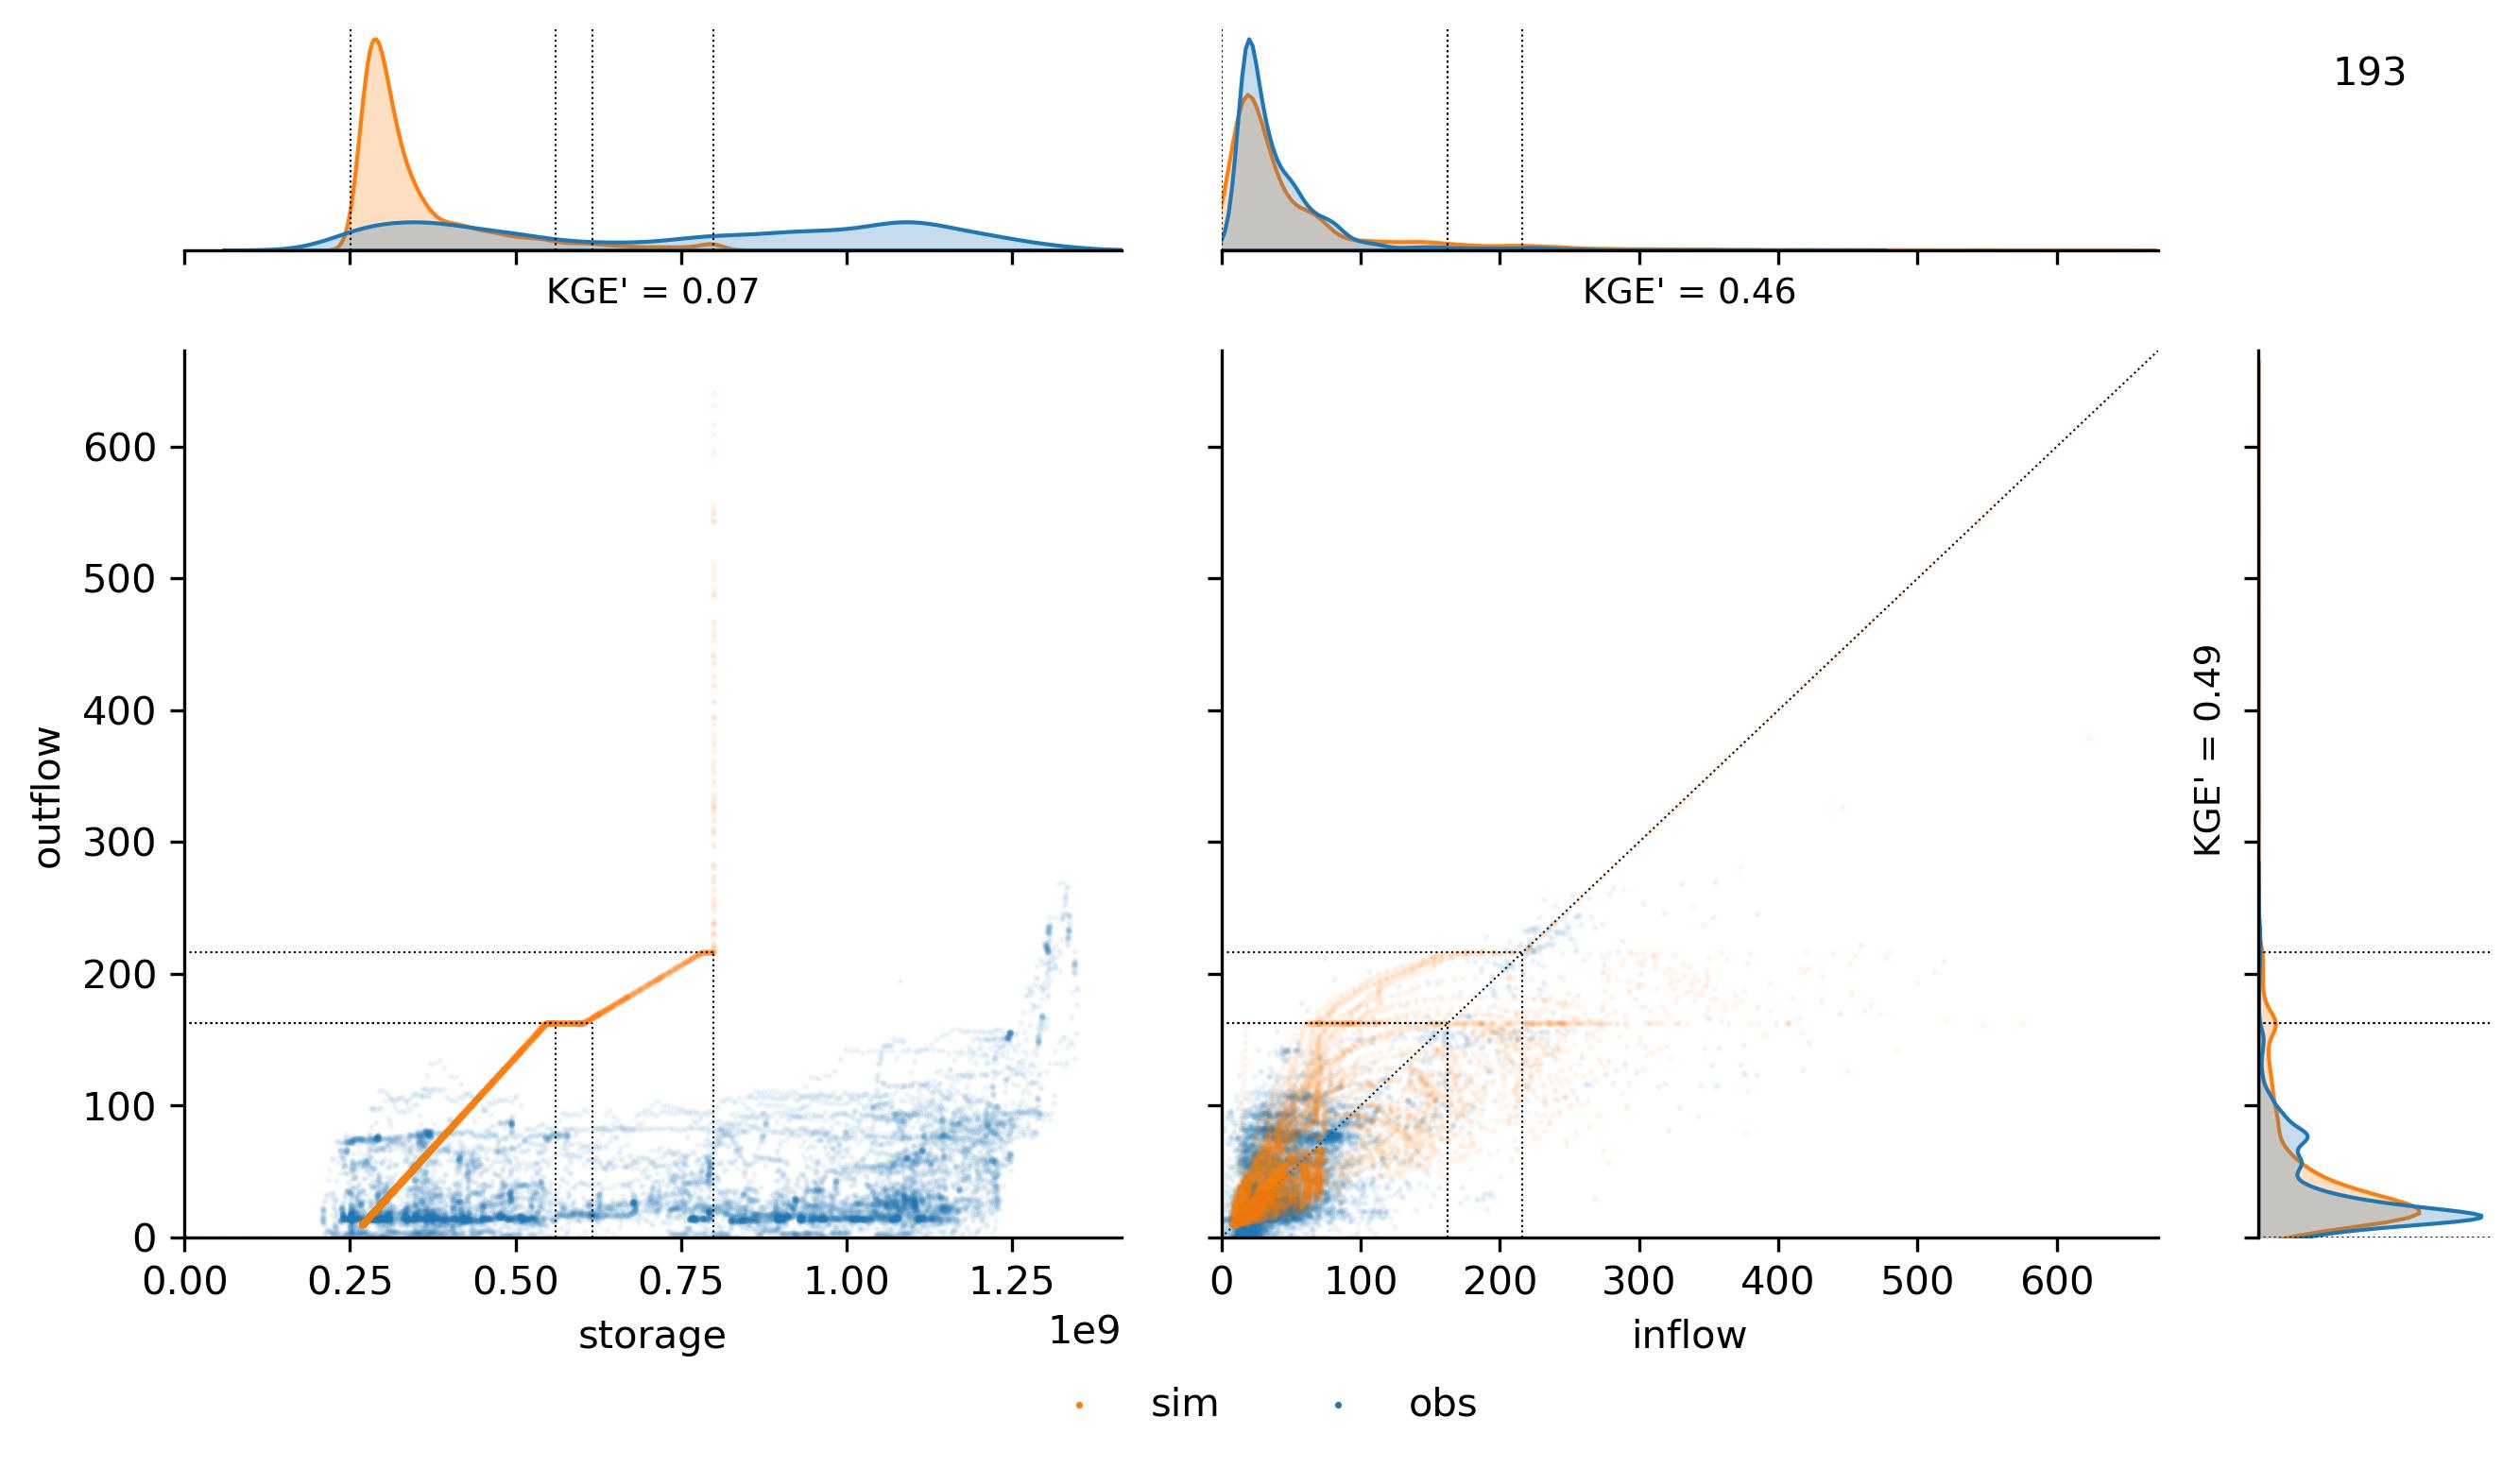 193
KGE' = 0.07
KGE' = 0.46
outflow
600
500
400
300
200
100
0
KGE' = 0.49
0.00 0.25 0.50 0.75 1.00 1.25
0 100 200 300 400 500 600
storage
1e9
inflow
sim
obs